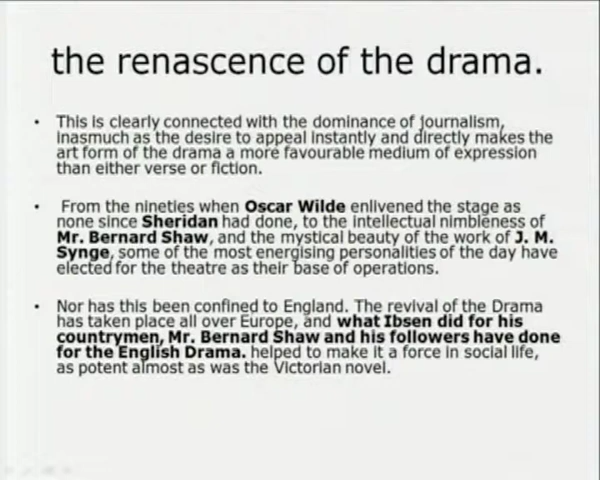 the renascence of the drama.
• This is clearly connected with the dominance of journalism,
inasmuch as the desire to appeal instantly and directly makes the
art form of the drama a more favourable medium of expression
than either verse or fiction.
• From the nineties when Oscar Wilde enlivened the stage as
none since Sheridan had done, to the intellectual nimbleness of
Mr. Bernard Shaw, and the mystical beauty of the work of J. M.
Synge, some of the most energising personalities of the day have
elected for the theatre as their base of operations.
• Nor has this been confined to England. The revival of the Drama
has taken place all over Europe, and what Ibsen did for his
countrymen, Mr. Bernard Shaw and his followers have done
for the English Drama. helped to make it a force in social life,
as potent almost as was the Victorian novel.